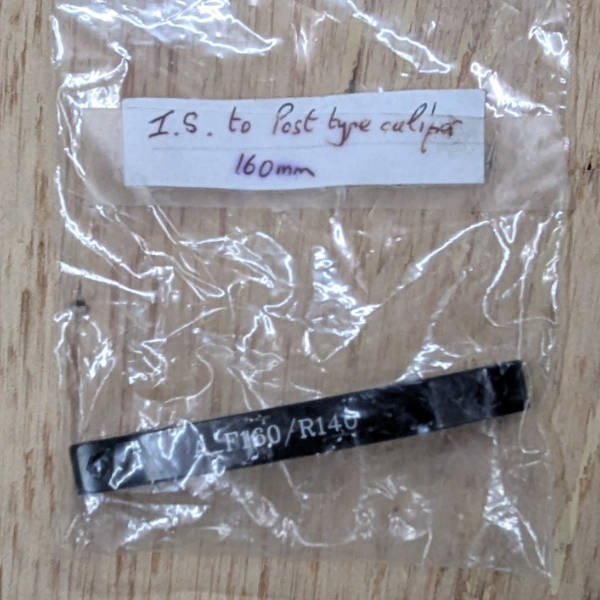 I.S. to Post type caliper
160mm
F160/R140